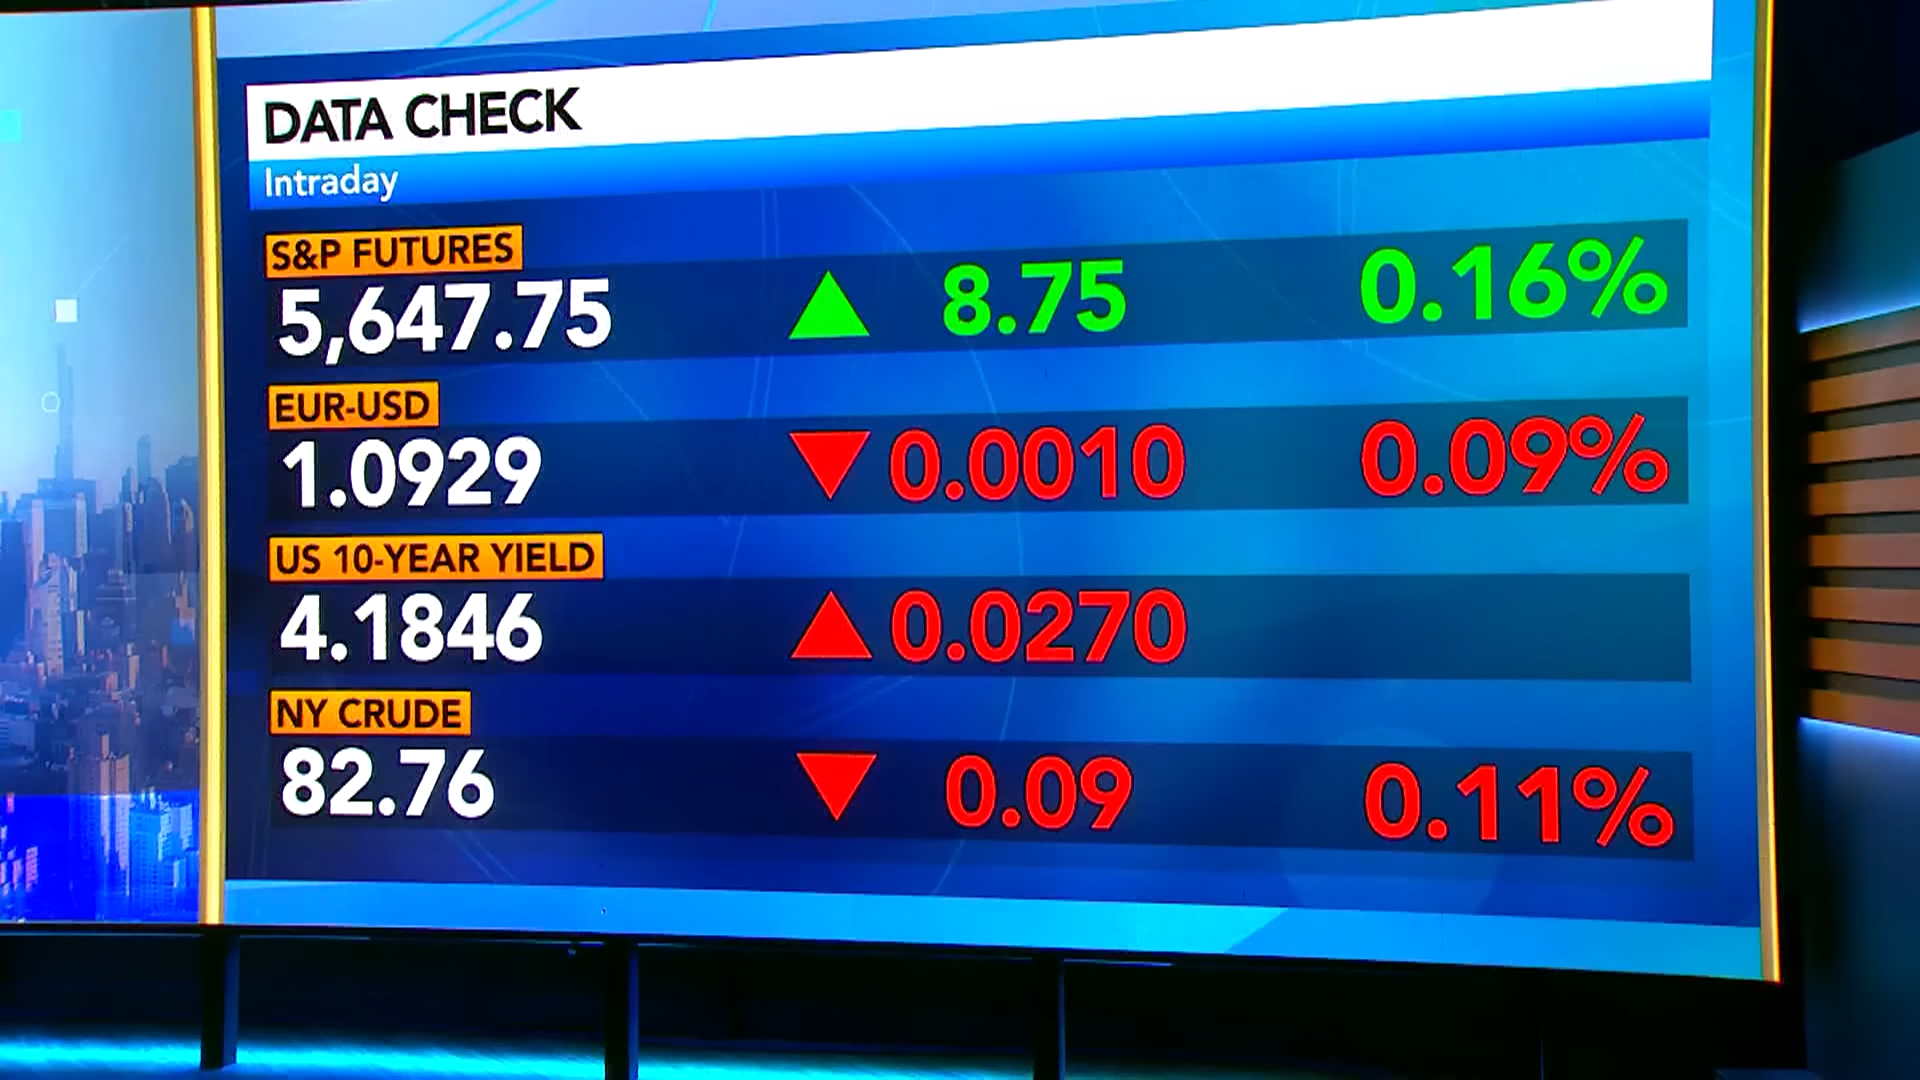 DATA CHECK
Intraday
S&P FUTURES
5,647.75 ▲ 8.75 0.16%
EUR-USD
1.0929 ▼ 0.0010 0.09%
US 10-YEAR YIELD
4.1846 ▲ 0.0270
NY CRUDE
82.76 ▼ 0.09 0.11%